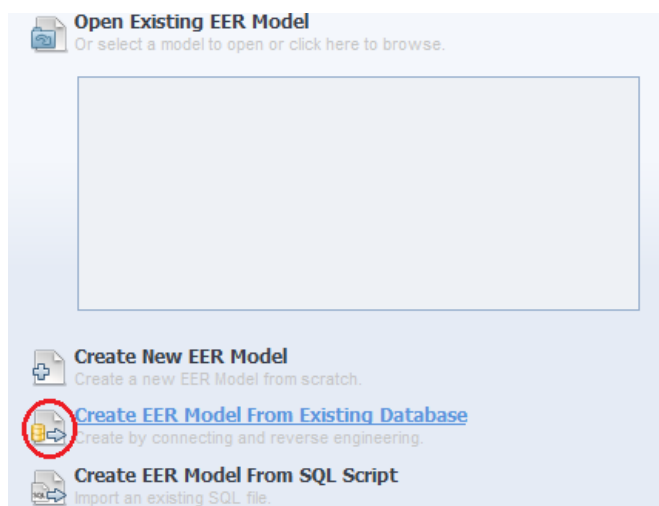 Open Existing EER Model
Or select a model to open or click here to browse.
Create New EER Model
Create a new EER Model from scratch.
Create EER Model From Existing Database
Create by connecting and reverse engineering.
Create EER Model From SQL Script
Import an existing SQL file.